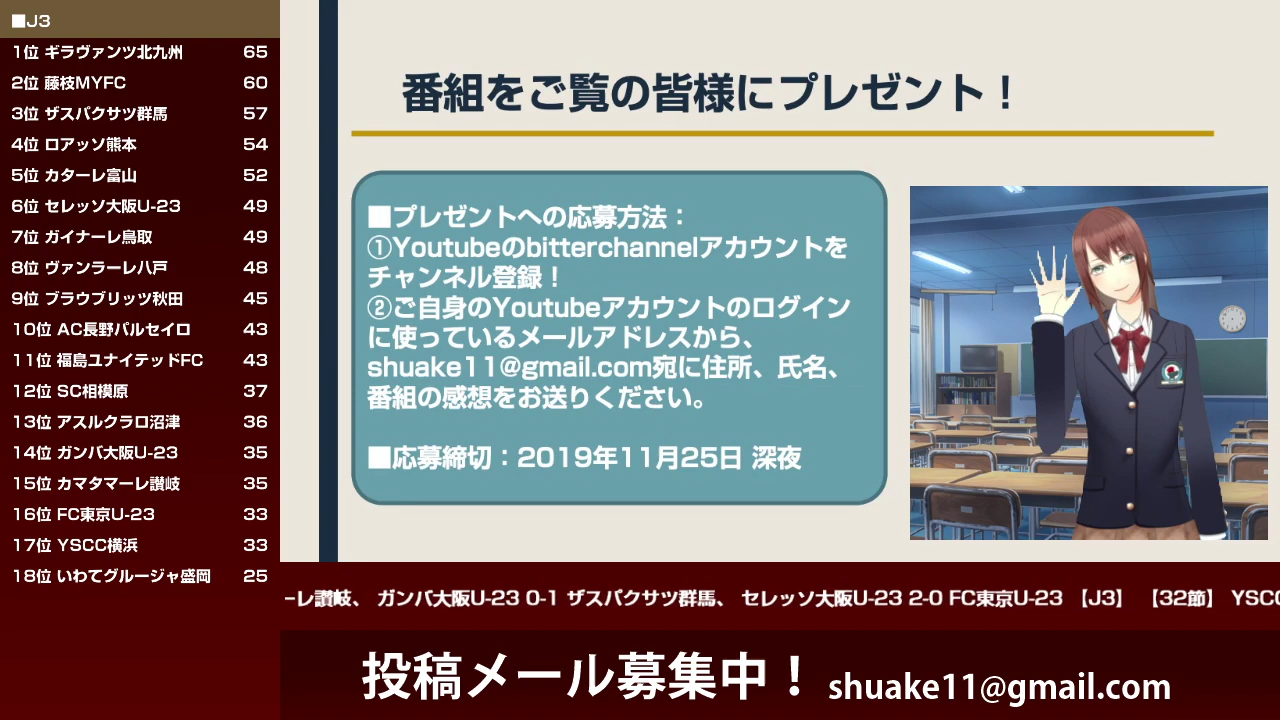 ■J3
1位 ギラヴァンツ北九州 65
2位 藤枝MYFC 60
3位 ザスパクサツ群馬 57
4位 ロアッソ熊本 54
5位 カターレ富山 52
6位 セレッソ大阪U-23 49
7位 ガイナーレ鳥取 49
8位 ヴァンラーレ八戸 48
9位 ブラウブリッツ秋田 45
10位 AC長野パルセイロ 43
11位 福島ユナイテッドFC 43
12位 SC相模原 37
13位 アスルクラロ沼津 36
14位 ガンバ大阪U-23 35
15位 カマタマーレ讃岐 35
16位 FC東京U-23 33
17位 YSCC横浜 33
18位 いわてグルージャ盛岡 25
番組をご覧の皆様にプレゼント！
■プレゼントへの応募方法：
①Youtubeのbitterchannelアカウントを
チャンネル登録！
②ご自身のYoutubeアカウントのログイン
に使っているメールアドレスから、
shuake11@gmail.com宛に住所、氏名、
番組の感想をお送りください。
■応募締切：2019年11月25日 深夜
ーレ讃岐、 ガンバ大阪U-23 0-1 ザスパクサツ群馬、 セレッソ大阪U-23 2-0 FC東京U-23 【J3】 【32節】 YSCC
投稿メール募集中！ shuake11@gmail.com